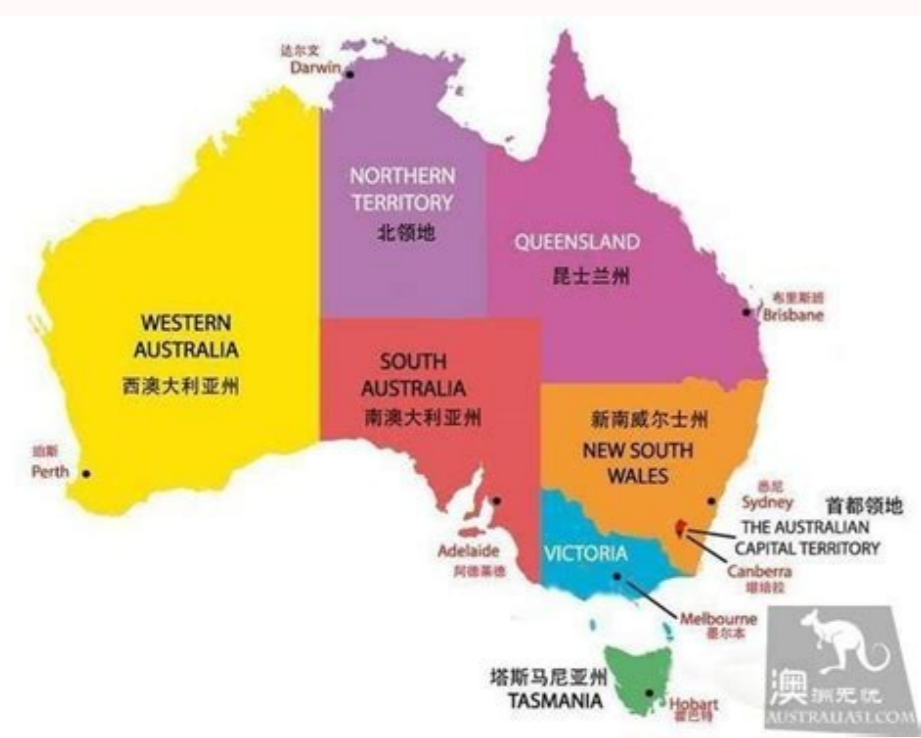 达尔文
Darwin
NORTHERN
TERRITORY
北领地
QUEENSLAND
昆士兰州
布里斯班
Brisbane
WESTERN
AUSTRALIA
西澳大利亚州
SOUTH
AUSTRALIA
南澳大利亚州
新南威尔士州
NEW SOUTH
WALES
珀斯
Perth
悉尼
Sydney
首都领地
THE AUSTRALIAN
CAPITAL TERRITORY
Adelaide
阿德莱德
VICTORIA
Canberra
堪培拉
Melbourne
墨尔本
塔斯马尼亚州
TASMANIA
Hobart
霍巴特
澳洲无忧
AUSTRALIA51.COM